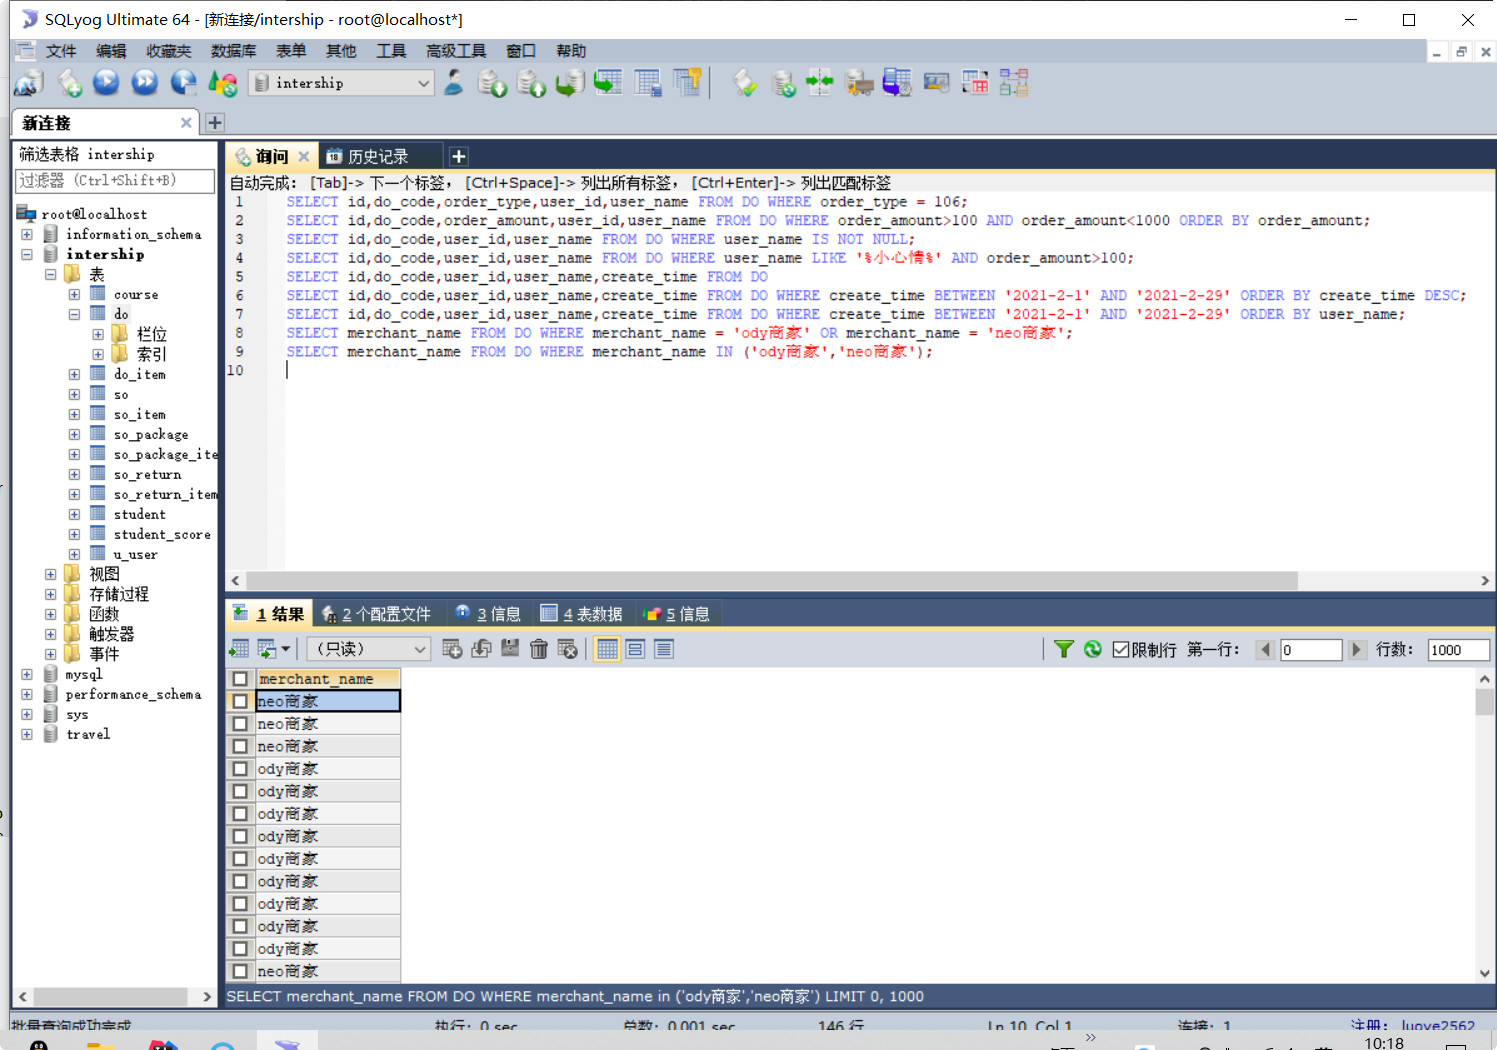 SQLyog Ultimate 64 - [新连接/intership - root@localhost*]
文件 编辑 收藏夹 数据库 表单 其他 工具 高级工具 窗口 帮助
intership
新连接
筛选表格 intership
过滤器 (Ctrl+Shift+B)
root@localhost
information_schema
intership
表
course
do
栏位
索引
do_item
so
so_item
so_package
so_package_ite
so_return
so_return_item
student
student_score
u_user
视图
存储过程
函数
触发器
事件
mysql
performance_schema
sys
travel
询问 历史记录
自动完成: [Tab]-> 下一个标签, [Ctrl+Space]-> 列出所有标签, [Ctrl+Enter]-> 列出匹配标签
1 SELECT id,do_code,order_type,user_id,user_name FROM DO WHERE order_type = 106;
2 SELECT id,do_code,order_amount,user_id,user_name FROM DO WHERE order_amount>100 AND order_amount<1000 ORDER BY order_amount;
3 SELECT id,do_code,user_id,user_name FROM DO WHERE user_name IS NOT NULL;
4 SELECT id,do_code,user_id,user_name FROM DO WHERE user_name LIKE '%小心情%' AND order_amount>100;
5 SELECT id,do_code,user_id,user_name,create_time FROM DO
6 SELECT id,do_code,user_id,user_name,create_time FROM DO WHERE create_time BETWEEN '2021-2-1' AND '2021-2-29' ORDER BY create_time DESC;
7 SELECT id,do_code,user_id,user_name,create_time FROM DO WHERE create_time BETWEEN '2021-2-1' AND '2021-2-29' ORDER BY user_name;
8 SELECT merchant_name FROM DO WHERE merchant_name = 'ody商家' OR merchant_name = 'neo商家';
9 SELECT merchant_name FROM DO WHERE merchant_name IN ('ody商家','neo商家');
10
1 结果 2 个配置文件 3 信息 4 表数据 5 信息
(只读) 限制行 第一行: 0 行数: 1000
merchant_name
neo商家
neo商家
neo商家
ody商家
ody商家
ody商家
ody商家
ody商家
ody商家
ody商家
ody商家
ody商家
neo商家
SELECT merchant_name FROM DO WHERE merchant_name in ('ody商家','neo商家') LIMIT 0, 1000
批量查询成功完成 执行: 0 sec 总数: 0.001 sec 146 行 Ln 10, Col 1 连接: 1 注册: luoye2562
10:18